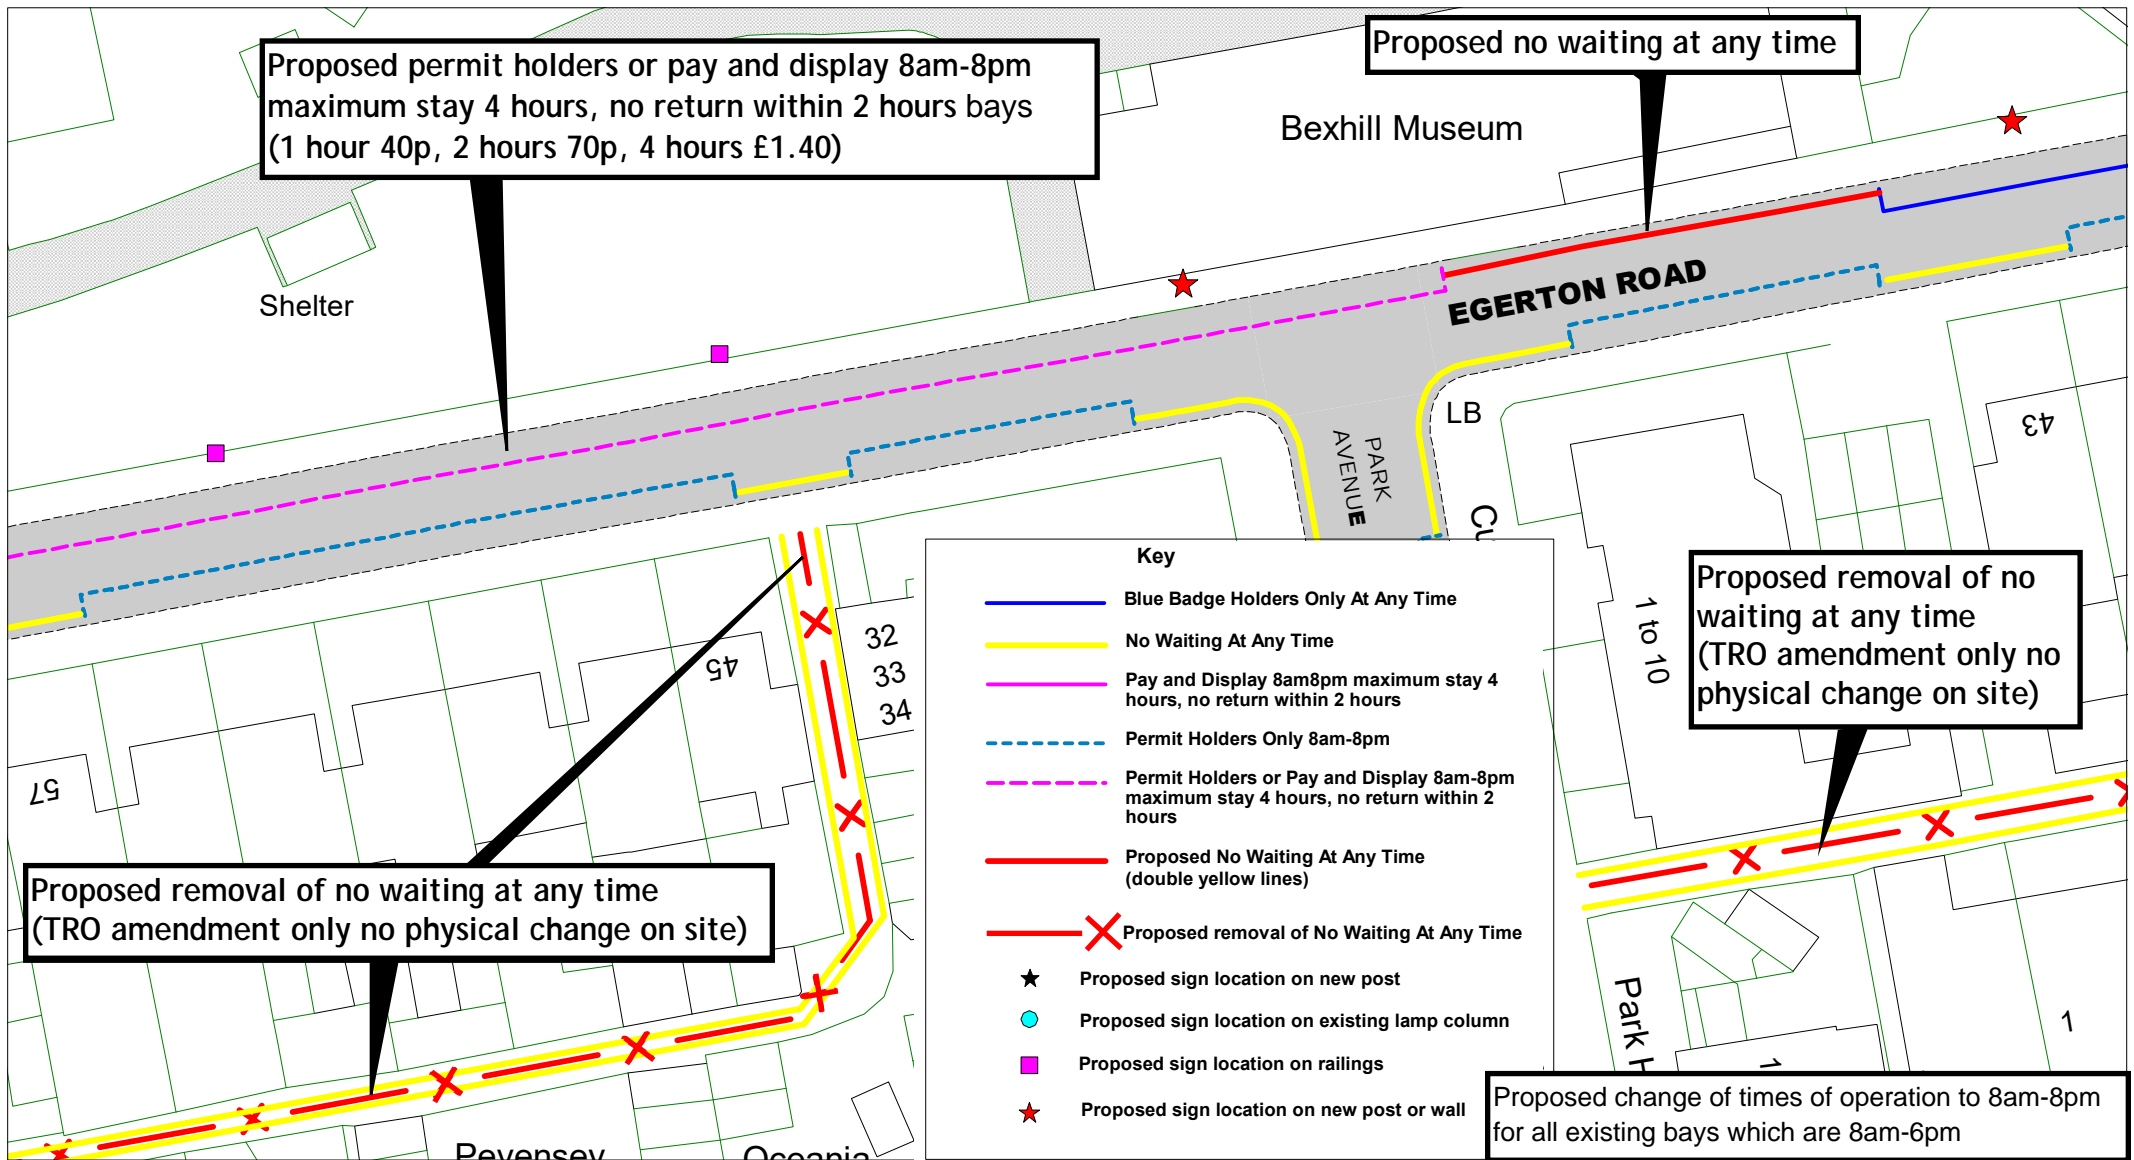 Proposed permit holders or pay and display 8am-8pm
maximum stay 4 hours, no return within 2 hours bays
(1 hour 40p, 2 hours 70p, 4 hours £1.40)
Proposed no waiting at any time
Bexhill Museum
Shelter
EGERTON ROAD
PARK
AVENUE
LB
Cu
43
45
57
32
33
34
1 to 10
Proposed removal of no
waiting at any time
(TRO amendment only no
physical change on site)
Proposed removal of no waiting at any time
(TRO amendment only no physical change on site)
Key
Blue Badge Holders Only At Any Time
No Waiting At Any Time
Pay and Display 8am8pm maximum stay 4
hours, no return within 2 hours
Permit Holders Only 8am-8pm
Permit Holders or Pay and Display 8am-8pm
maximum stay 4 hours, no return within 2
hours
Proposed No Waiting At Any Time
(double yellow lines)
Proposed removal of No Waiting At Any Time
Proposed sign location on new post
Proposed sign location on existing lamp column
Proposed sign location on railings
Proposed sign location on new post or wall
Park H
1
1
Pevensey
Oceania
Proposed change of times of operation to 8am-8pm
for all existing bays which are 8am-6pm